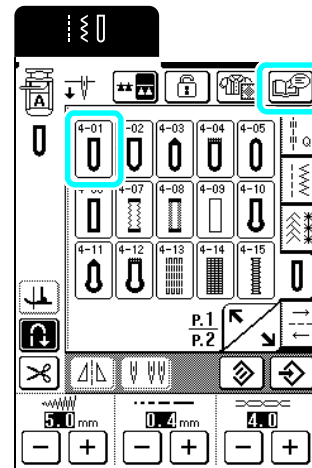 A
4-01 4-02 4-03 4-04 4-05
Q
4-07 4-08 4-09 4-10
4-11 4-12 4-13 4-14 4-15
P.1
P.2
5.0 mm 0.4 mm 4.0
− + − + − +